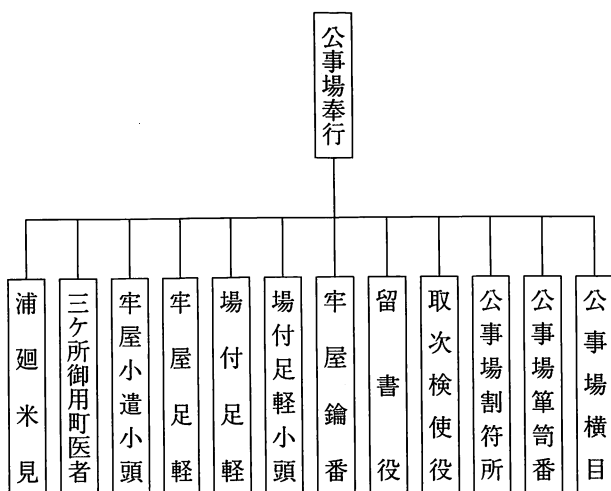 公事場奉行
公事場横目
公事場箪笥番
公事場割符所
取次検使役
留書役
牢屋鑰番
場付足軽小頭
場付足軽
牢屋足軽
牢屋小遣小頭
三ケ所御用町医者
浦廻米見